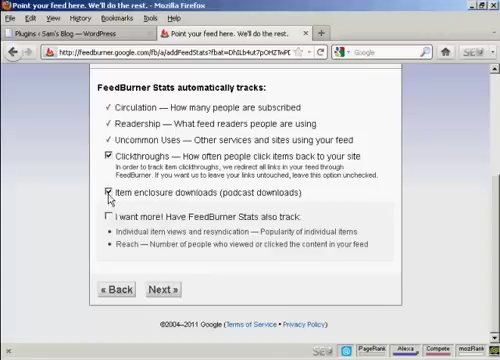 Point your feed here. We'll do the rest. - Mozilla Firefox
File Edit View History Bookmarks Tools Help
Plugins ‹ Sam's Blog — WordPress
Point your feed here. We'll do the rest.
Google
FeedBurner Stats automatically tracks:
✓ Circulation — How many people are subscribed
✓ Readership — What feed readers people are using
✓ Uncommon Uses — Other services and sites using your feed
Clickthroughs — How often people click items back to your site
In order to track item clickthroughs, we redirect all links in your feed through
FeedBurner. If you want us to leave your links untouched, leave this option unchecked.
Item enclosure downloads (podcast downloads)
I want more! Have FeedBurner Stats also track:
• Individual item views and resyndication — Popularity of individual items
• Reach — Number of people who viewed or clicked the content in your feed
« Back Next »
©2004–2011 Google (Terms of Service • Privacy Policy)
PageRank Alexa Compete mozRank